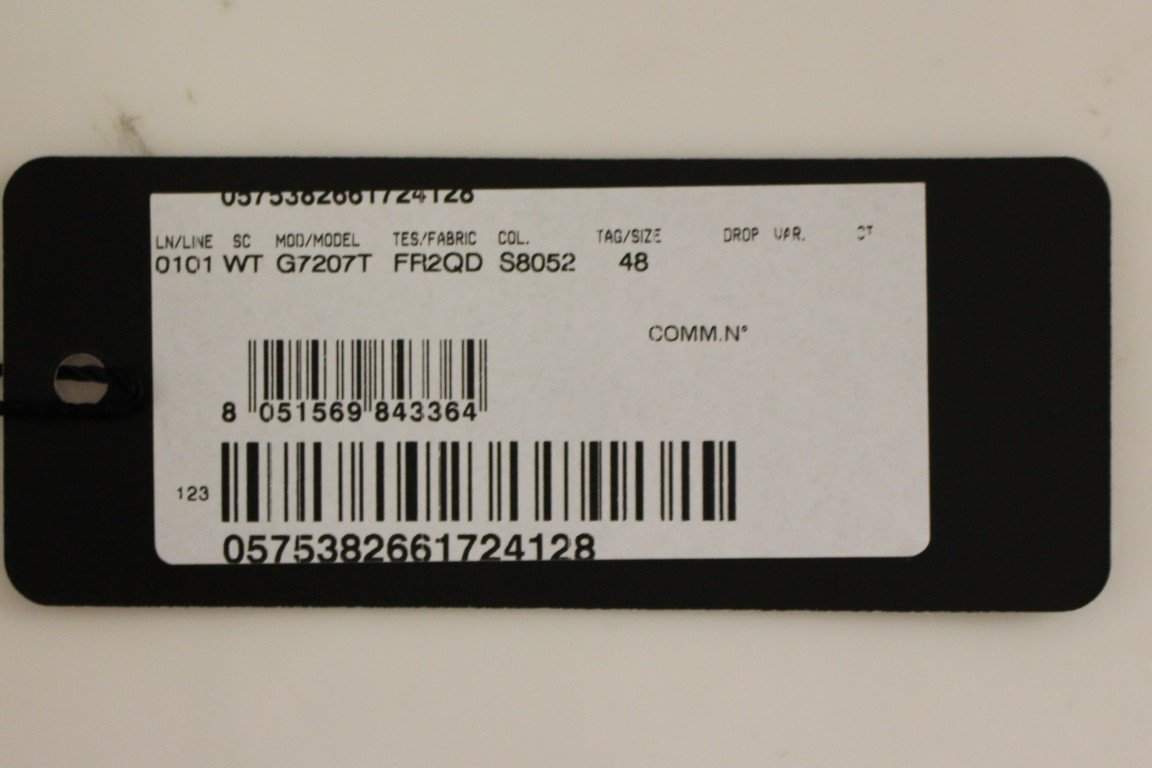 0575382661724128
LN/LINE SC MOD/MODEL TES/FABRIC COL. TAG/SIZE DROP VAR. CT
0101 WT G7207T FR2QD S8052 48
COMM.N°
8 051569 843364
123
0575382661724128